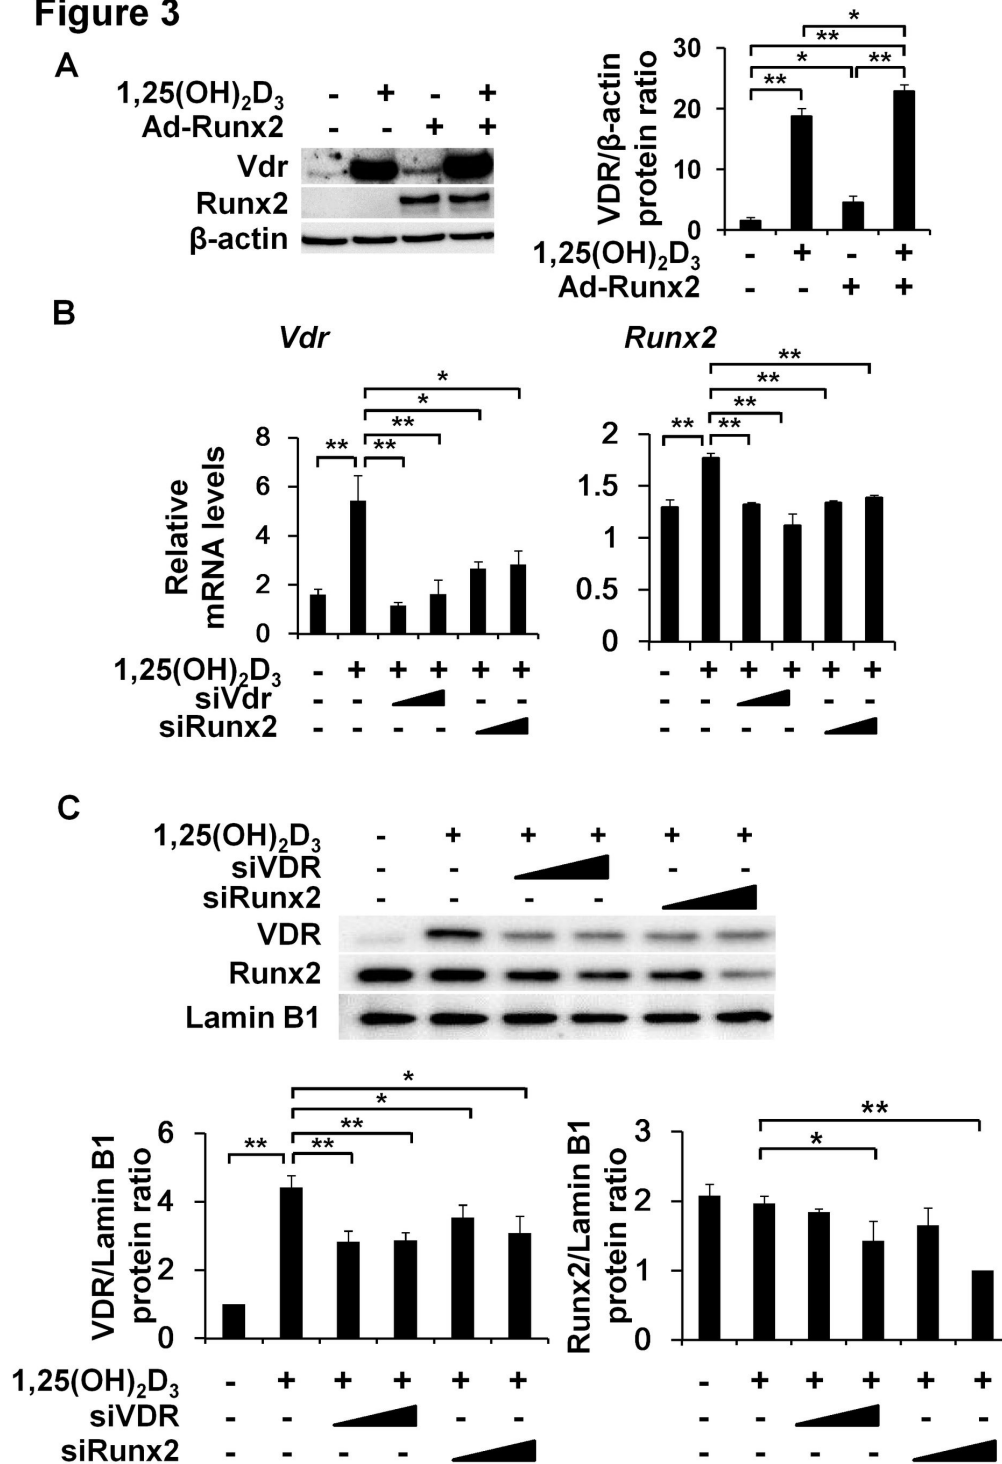 Figure 3
A
1,25(OH)₂D₃ - + - +
Ad-Runx2 - - + +
Vdr
Runx2
β-actin
VDR/β-actin
protein ratio
30
20
10
0
* ** * ** **
1,25(OH)₂D₃ - + - +
Ad-Runx2 - - + +
B
Vdr
Relative
mRNA levels
8
6
4
2
0
* * ** ** **
1,25(OH)₂D₃ - + + + + +
siVdr - - - -
siRunx2 - - - -
Runx2
2
1.5
1
0.5
0
** ** ** ** **
- + + + + +
- - - -
- - - -
C
1,25(OH)₂D₃ - + + + + +
siVDR - - - -
siRunx2 - - - -
VDR
Runx2
Lamin B1
VDR/Lamin B1
protein ratio
6
4
2
0
* * ** ** **
1,25(OH)₂D₃ - + + + + +
siVDR - - - -
siRunx2 - - - -
Runx2/Lamin B1
protein ratio
3
2
1
0
** *
- + + + + +
- - - -
- - - -